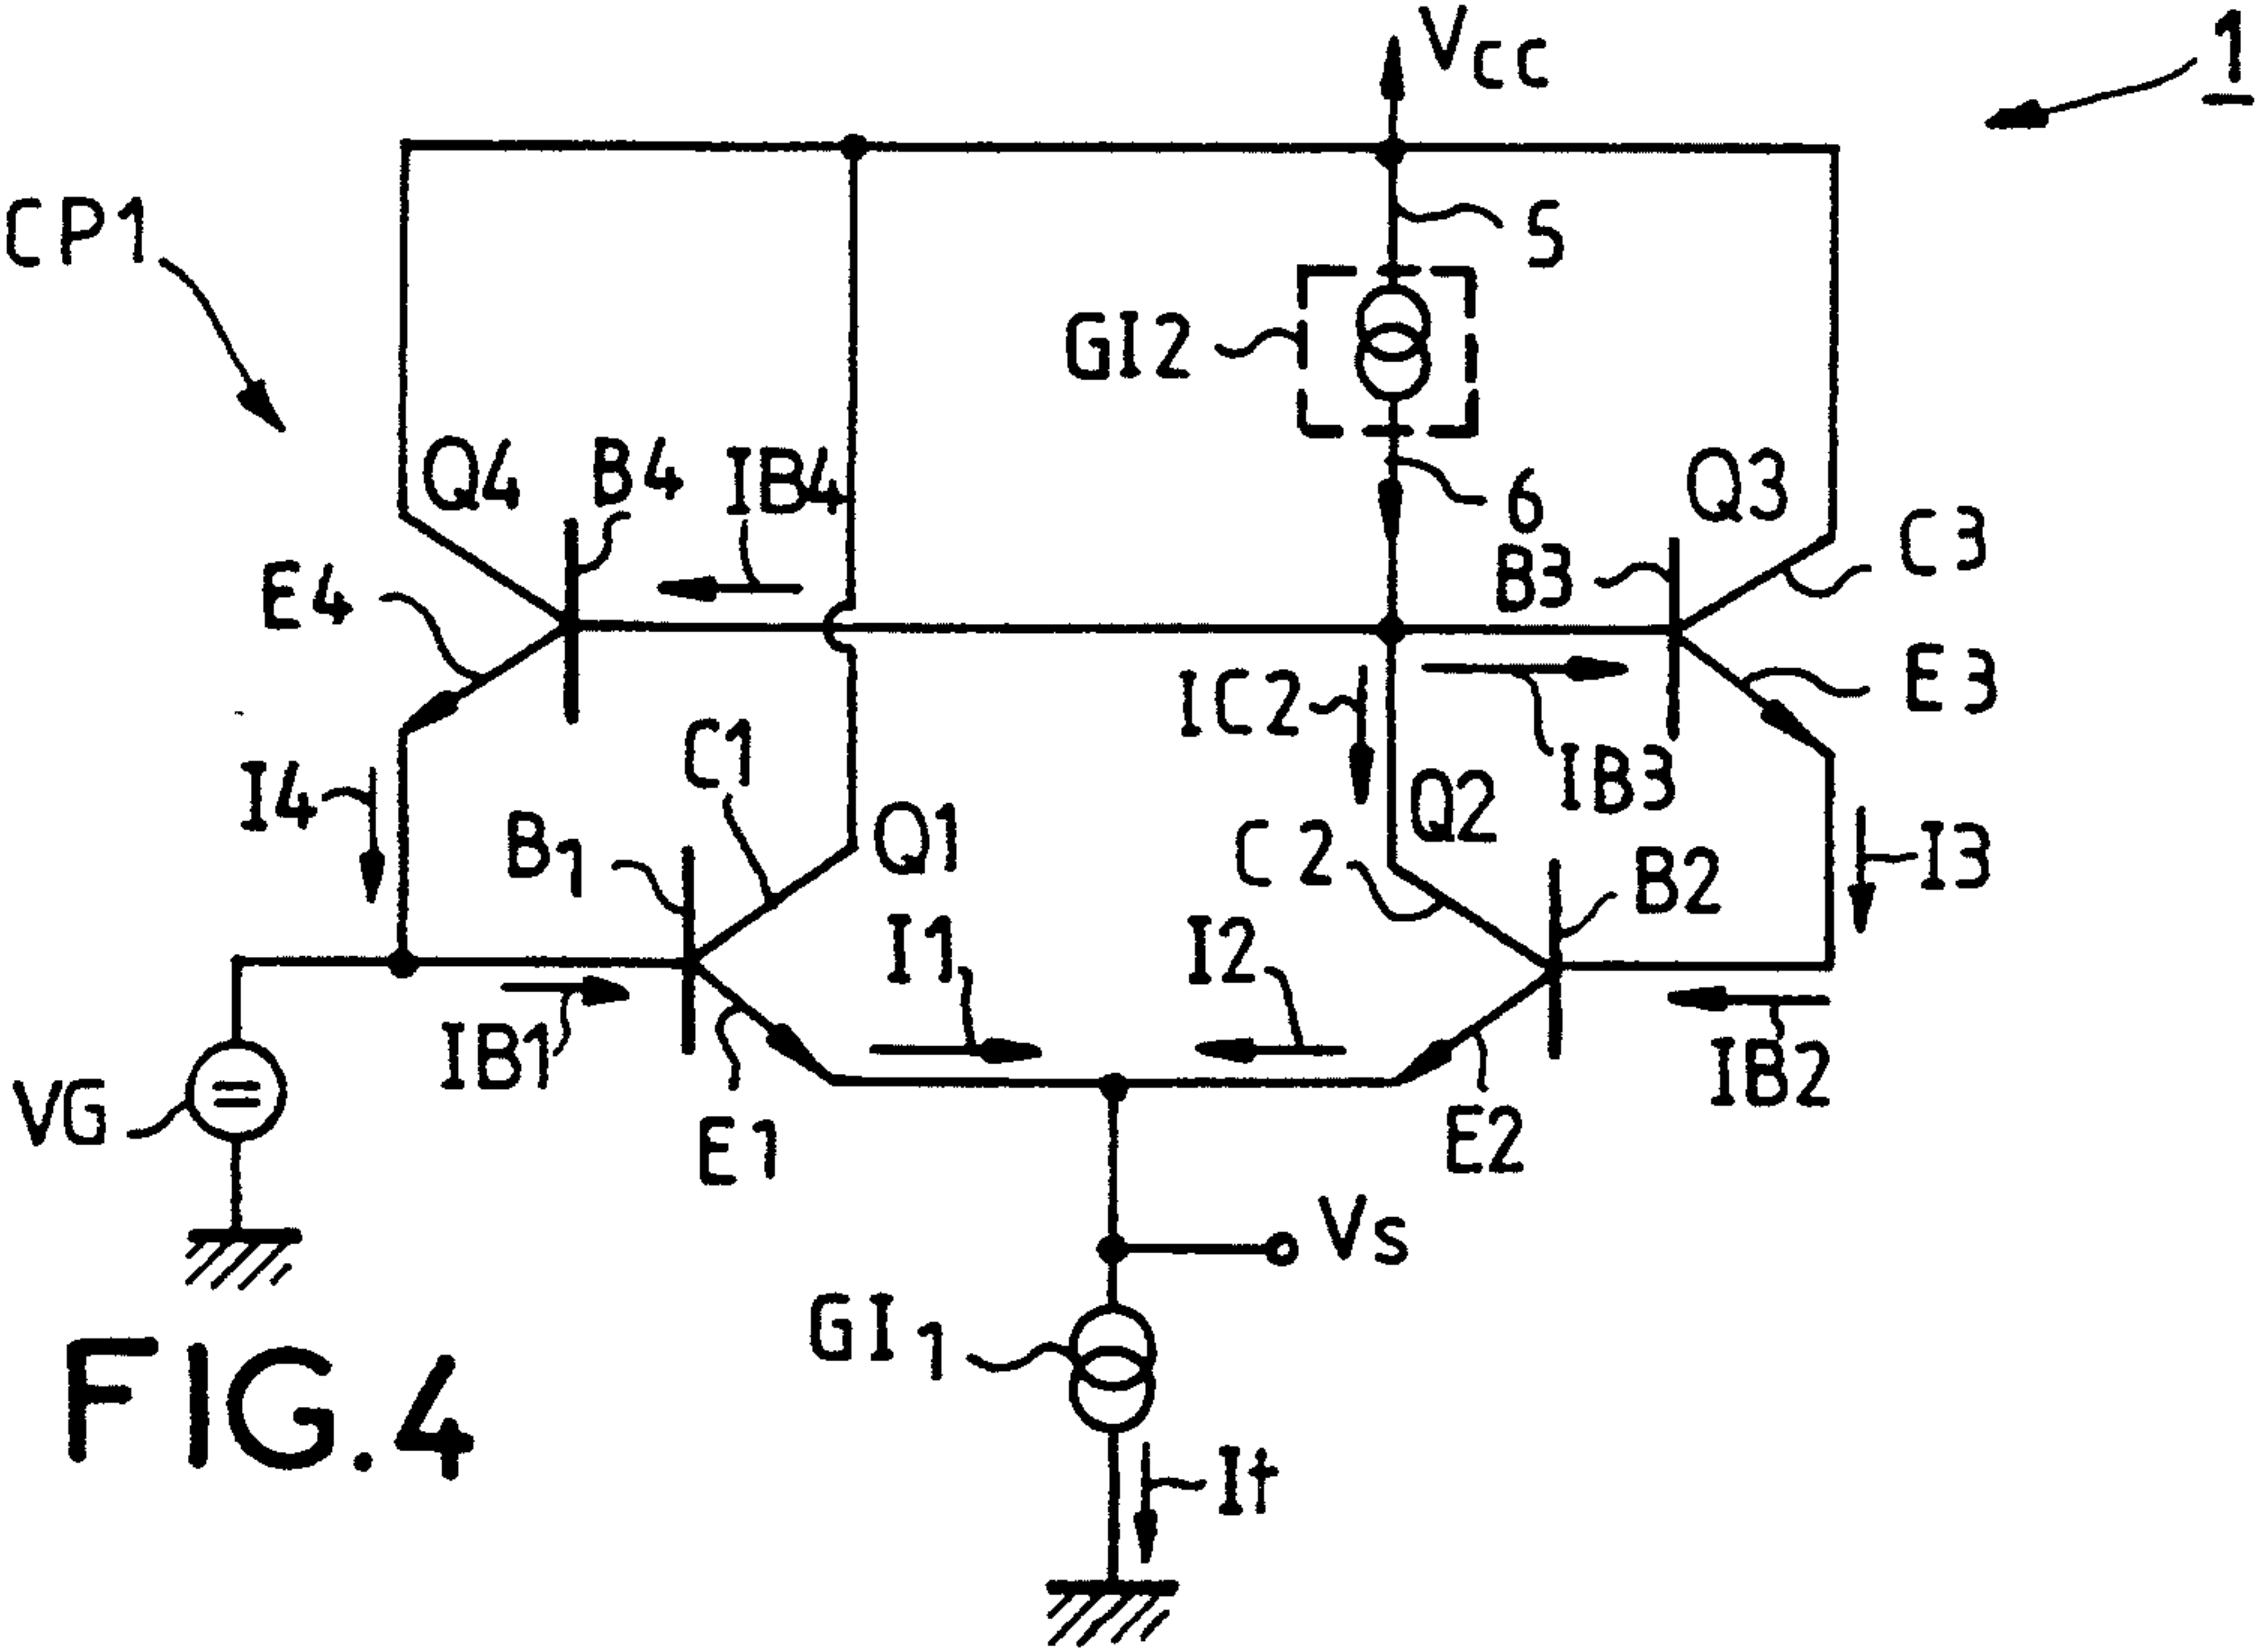 VCC
1
CP1
5
GI2
Q4
B4
IB4
6
Q3
B3
C3
E4
E3
IC2
IB3
I4
C1
Q2
B1
Q1
C2
B2
I3
I1
I2
IB1
IB2
VG
E1
E2
VS
GI1
It
FIG.4